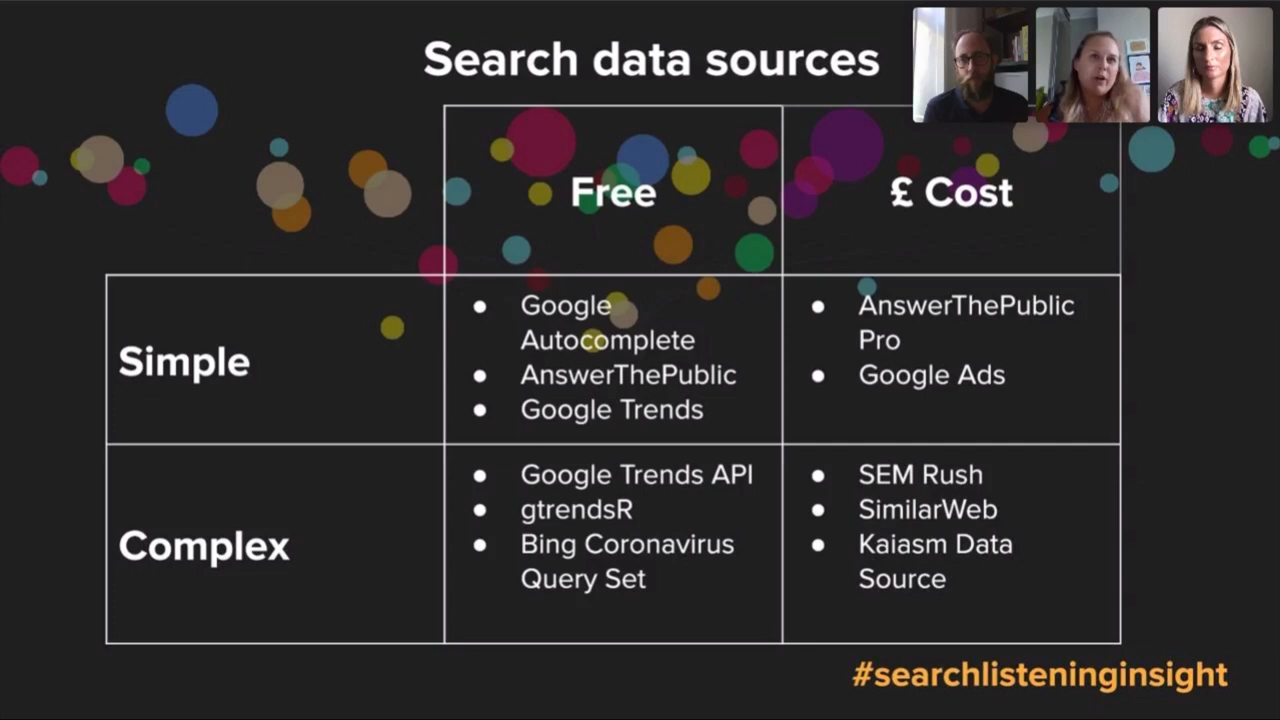 Search data sources
Free
£ Cost
Simple
● Google
Autocomplete
● AnswerThePublic
● Google Trends
● AnswerThePublic
Pro
● Google Ads
Complex
● Google Trends API
● gtrendsR
● Bing Coronavirus
Query Set
● SEM Rush
● SimilarWeb
● Kaiasm Data
Source
#searchlisteninginsight